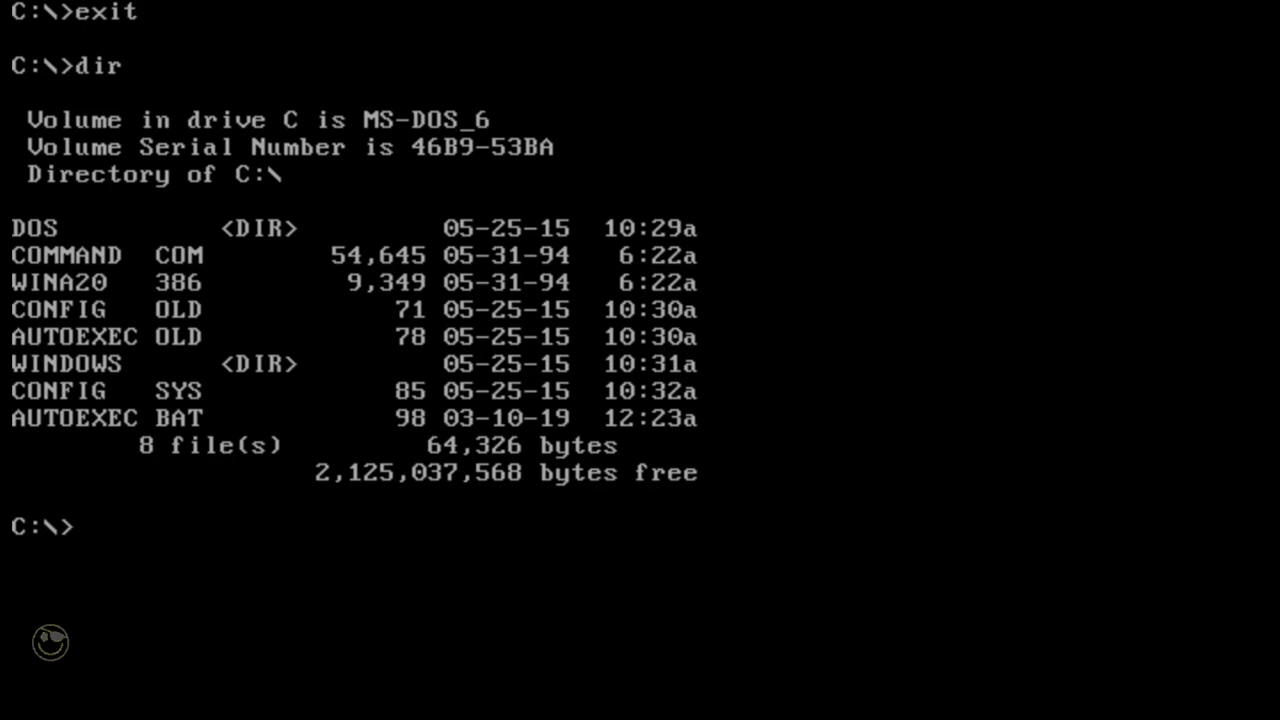 C:\>exit
C:\>dir
Volume in drive C is MS-DOS_6
Volume Serial Number is 46B9-53BA
Directory of C:\
DOS <DIR> 05-25-15 10:29a
COMMAND COM 54,645 05-31-94 6:22a
WINA20 386 9,349 05-31-94 6:22a
CONFIG OLD 71 05-25-15 10:30a
AUTOEXEC OLD 78 05-25-15 10:30a
WINDOWS <DIR> 05-25-15 10:31a
CONFIG SYS 85 05-25-15 10:32a
AUTOEXEC BAT 98 03-10-19 12:23a
8 file(s) 64,326 bytes
2,125,037,568 bytes free
C:\>